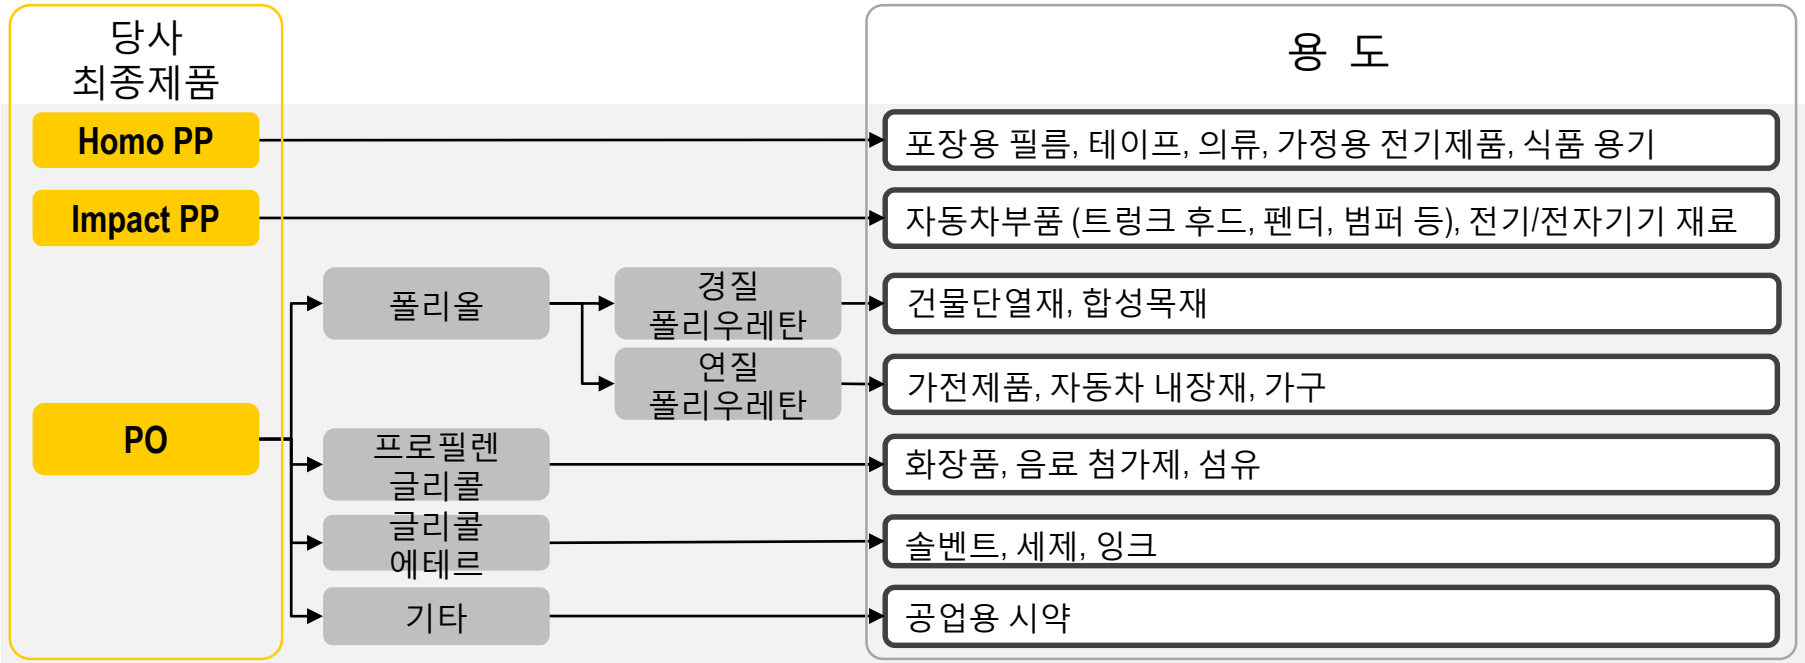 당사
최종제품
용 도
Homo PP
포장용 필름, 테이프, 의류, 가정용 전기제품, 식품 용기
Impact PP
자동차부품 (트렁크 후드, 펜더, 범퍼 등), 전기/전자기기 재료
PO
폴리올
경질
폴리우레탄
건물단열재, 합성목재
연질
폴리우레탄
가전제품, 자동차 내장재, 가구
프로필렌
글리콜
화장품, 음료 첨가제, 섬유
글리콜
에테르
솔벤트, 세제, 잉크
기타
공업용 시약